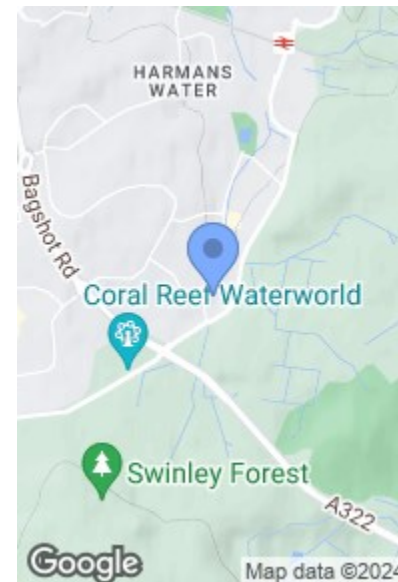 HARMANS
WATER
Bagshot Rd
Coral Reef Waterworld
Swinley Forest
A322
Google
Map data ©2024